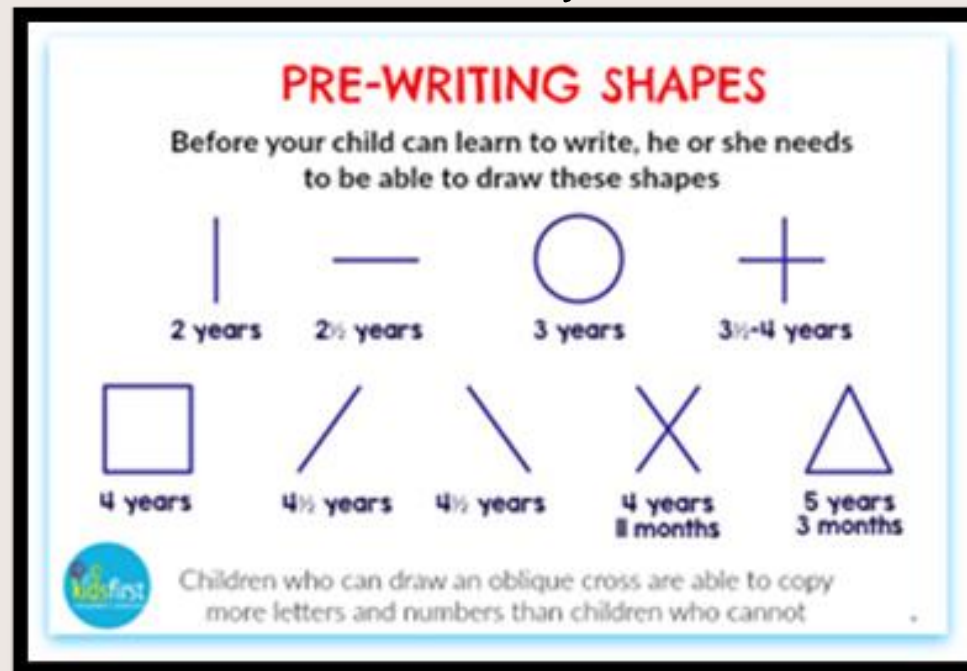 PRE-WRITING SHAPES
Before your child can learn to write, he or she needs
to be able to draw these shapes
2 years 2½ years 3 years 3½-4 years
4 years 4½ years 4½ years 4 years 5 years
11 months 3 months
kidsfirst
Children who can draw an oblique cross are able to copy
more letters and numbers than children who cannot